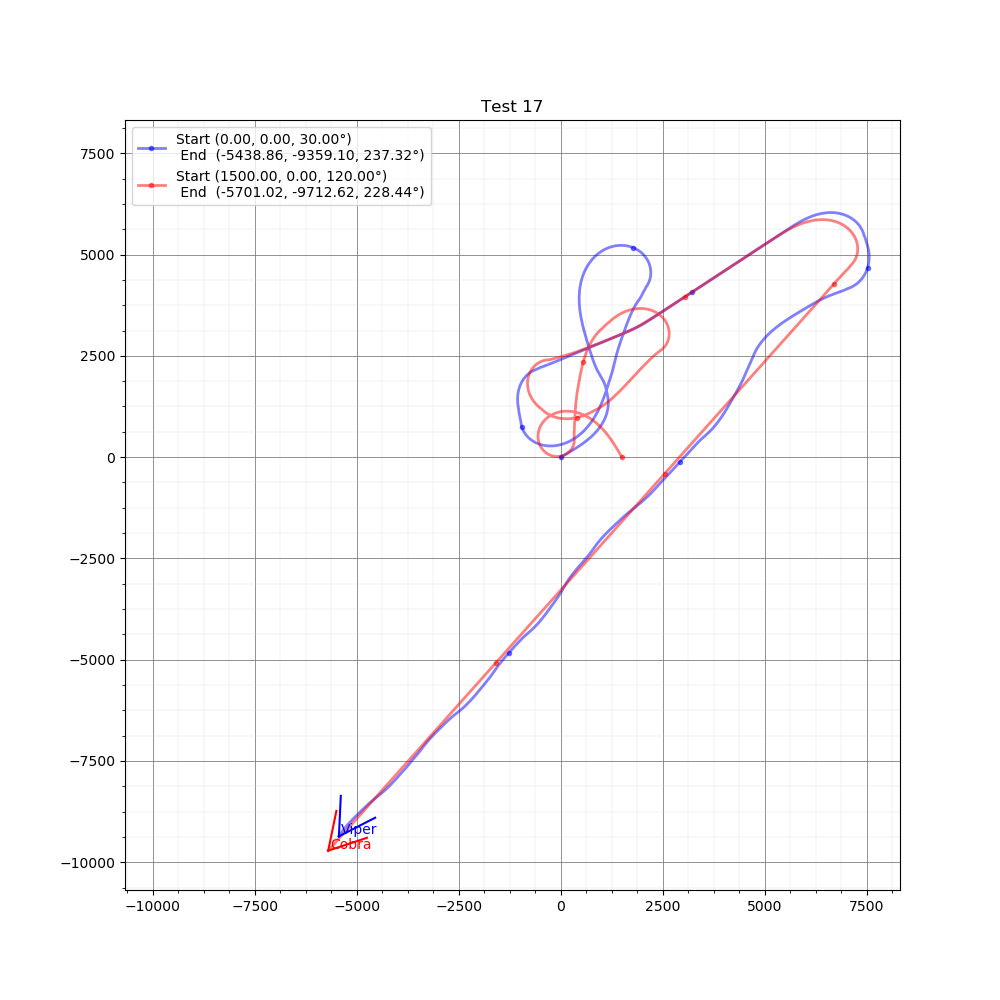 Test 17
Start (0.00, 0.00, 30.00°)
End (-5438.86, -9359.10, 237.32°)
Start (1500.00, 0.00, 120.00°)
End (-5701.02, -9712.62, 228.44°)
7500
5000
2500
0
−2500
−5000
−7500
−10000
Viper
Cobra
−10000 −7500 −5000 −2500 0 2500 5000 7500